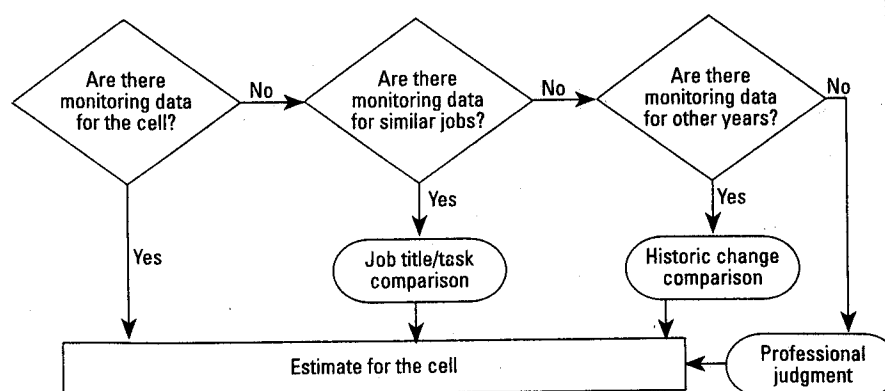 Are there
monitoring data
for the cell?
No
Are there
monitoring data
for similar jobs?
No
Are there
monitoring data
for other years?
No
Yes
Yes
Yes
Job title/task
comparison
Historic change
comparison
Estimate for the cell
Professional
judgment